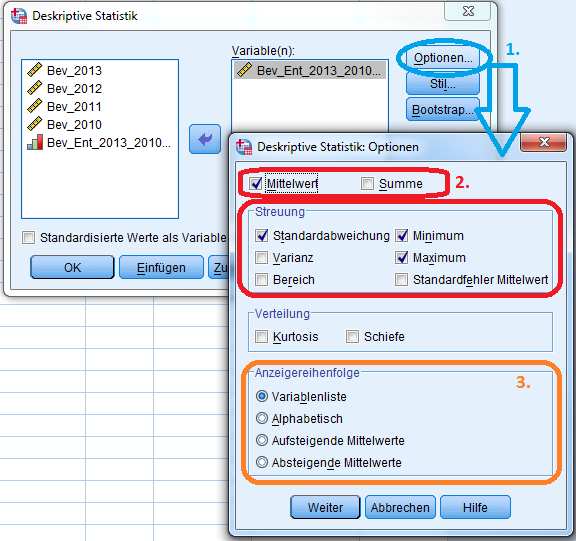 Deskriptive Statistik
Variable(n):
Bev_2013
Bev_2012
Bev_2011
Bev_2010
Bev_Ent_2013_2010...
Bev_Ent_2013_2010...
Optionen...
1.
Stil...
Bootstrap...
Standardisierte Werte als Variable
OK
Einfügen
Zu
Deskriptive Statistik: Optionen
Mittelwert
Summe
2.
Streuung
Standardabweichung
Minimum
Varianz
Maximum
Bereich
Standardfehler Mittelwert
Verteilung
Kurtosis
Schiefe
Anzeigereihenfolge
3.
Variablenliste
Alphabetisch
Aufsteigende Mittelwerte
Absteigende Mittelwerte
Weiter
Abbrechen
Hilfe